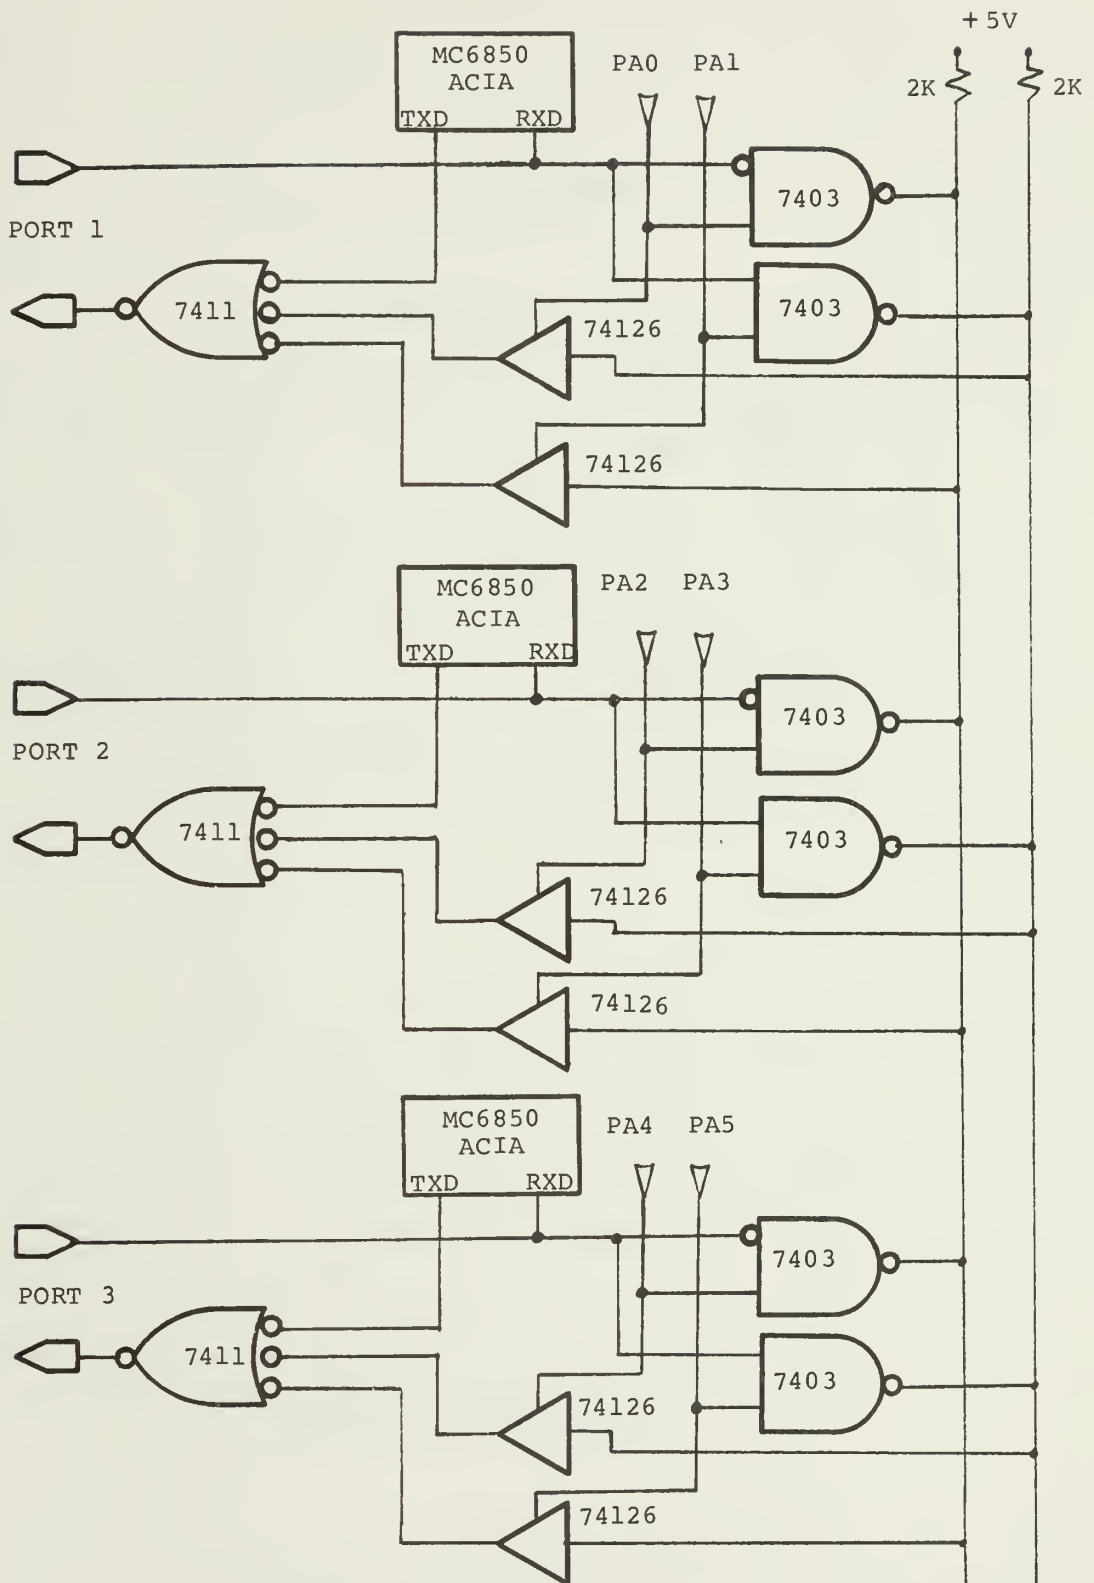 + 5V
MC6850
ACIA
TXD RXD
PA0 PA1
2K 2K
7403
PORT 1
7411
7403
74126
74126
MC6850
ACIA
TXD RXD
PA2 PA3
7403
PORT 2
7411
7403
74126
74126
MC6850
ACIA
TXD RXD
PA4 PA5
7403
PORT 3
7411
7403
74126
74126